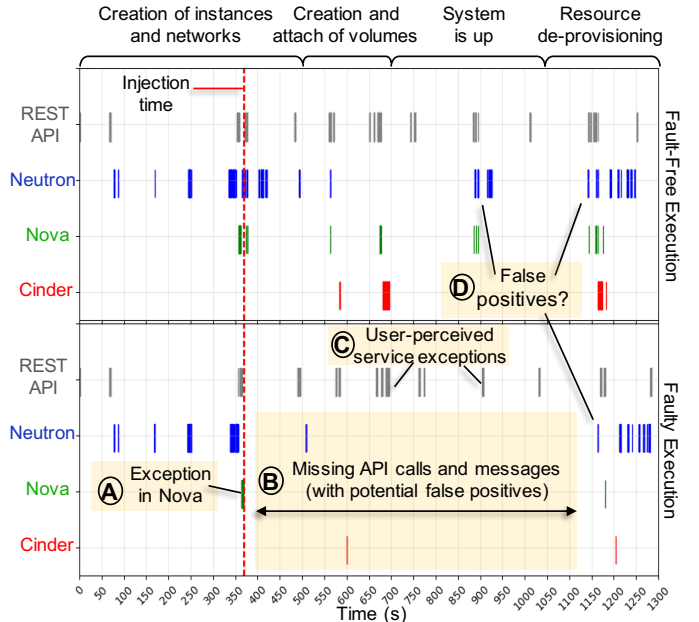 Creation of instances
and networks
Creation and
attach of volumes
System
is up
Resource
de-provisioning
Injection
time
REST
API
Neutron
Nova
Cinder
Fault-Free Execution
D
False
positives?
C
User-perceived
service exceptions
REST
API
Neutron
Nova
Cinder
Faulty Execution
A
Exception
in Nova
B
Missing API calls and messages
(with potential false positives)
0 50 100 150 200 250 300 350 400 450 500 550 600 650 700 750 800 850 900 950 1000 1050 1100 1150 1200 1250 1300
Time (s)